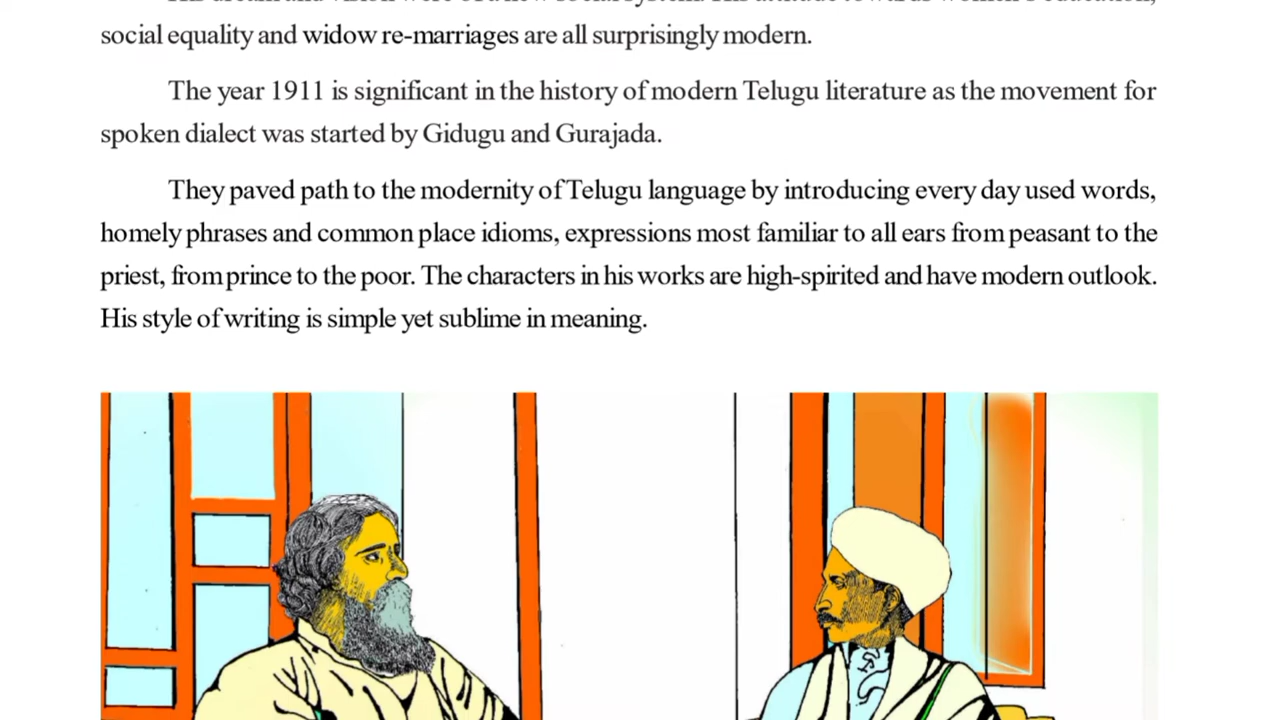 social equality and widow re-marriages are all surprisingly modern.
The year 1911 is significant in the history of modern Telugu literature as the movement for
spoken dialect was started by Gidugu and Gurajada.
They paved path to the modernity of Telugu language by introducing every day used words,
homely phrases and common place idioms, expressions most familiar to all ears from peasant to the
priest, from prince to the poor. The characters in his works are high-spirited and have modern outlook.
His style of writing is simple yet sublime in meaning.